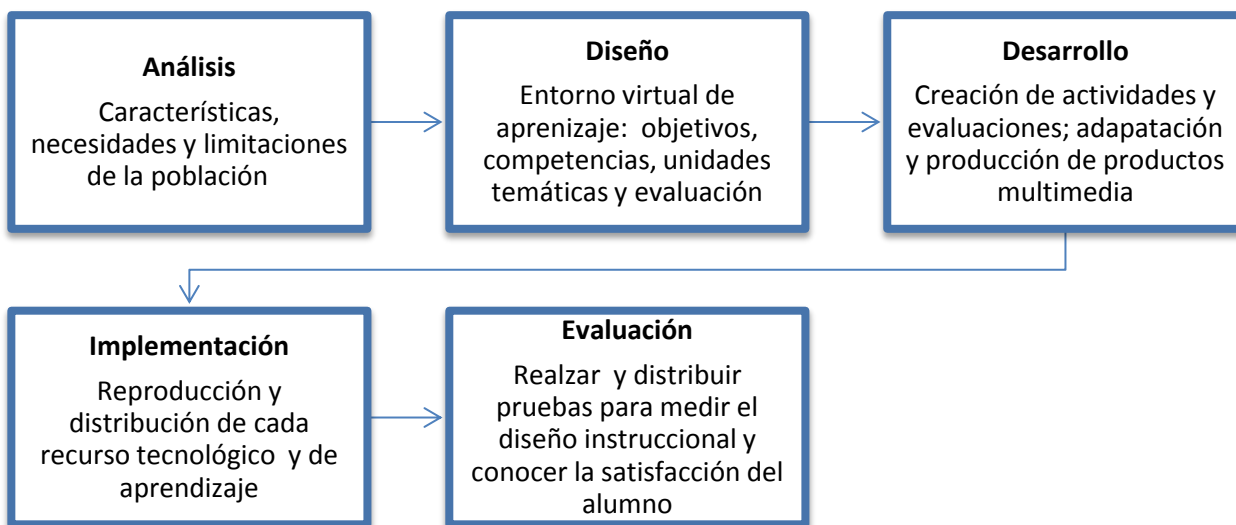 Análisis
Características,
necesidades y limitaciones
de la población
Diseño
Entorno virtual de
aprenizaje: objetivos,
competencias, unidades
temáticas y evaluación
Desarrollo
Creación de actividades y
evaluaciones; adapatación
y producción de productos
multimedia
Implementación
Reproducción y
distribución de cada
recurso tecnológico y de
aprendizaje
Evaluación
Realzar y distribuir
pruebas para medir el
diseño instruccional y
conocer la satisfacción del
alumno